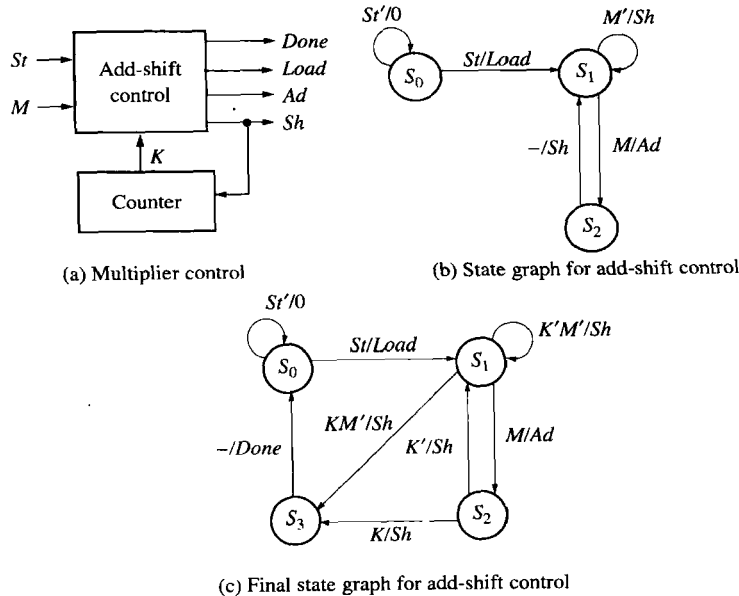 St
M
Add-shift
control
Done
Load
Ad
Sh
K
Counter
(a) Multiplier control
St'/0
S₀
St/Load
M'/Sh
S₁
–/Sh
M/Ad
S₂
(b) State graph for add-shift control
St'/0
S₀
St/Load
K'M'/Sh
S₁
KM'/Sh
K'/Sh
M/Ad
–/Done
S₃
K/Sh
S₂
(c) Final state graph for add-shift control